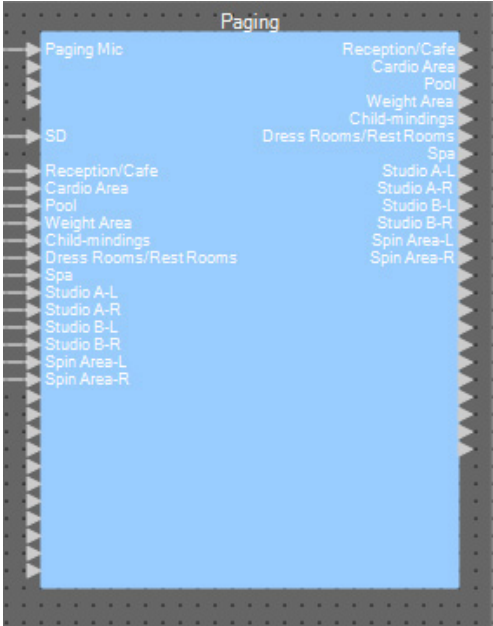 Paging
Paging Mic
SD
Reception/Cafe
Cardio Area
Pool
Weight Area
Child-mindings
Dress Rooms/Rest Rooms
Spa
Studio A-L
Studio A-R
Studio B-L
Studio B-R
Spin Area-L
Spin Area-R
Reception/Cafe
Cardio Area
Pool
Weight Area
Child-mindings
Dress Rooms/Rest Rooms
Spa
Studio A-L
Studio A-R
Studio B-L
Studio B-R
Spin Area-L
Spin Area-R